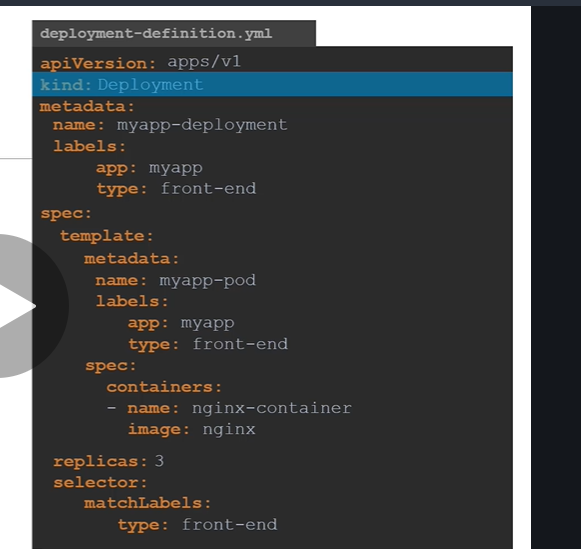 deployment-definition.yml
apiVersion: apps/v1
kind: Deployment
metadata:
name: myapp-deployment
labels:
app: myapp
type: front-end
spec:
template:
metadata:
name: myapp-pod
labels:
app: myapp
type: front-end
spec:
containers:
- name: nginx-container
image: nginx
replicas: 3
selector:
matchLabels:
type: front-end